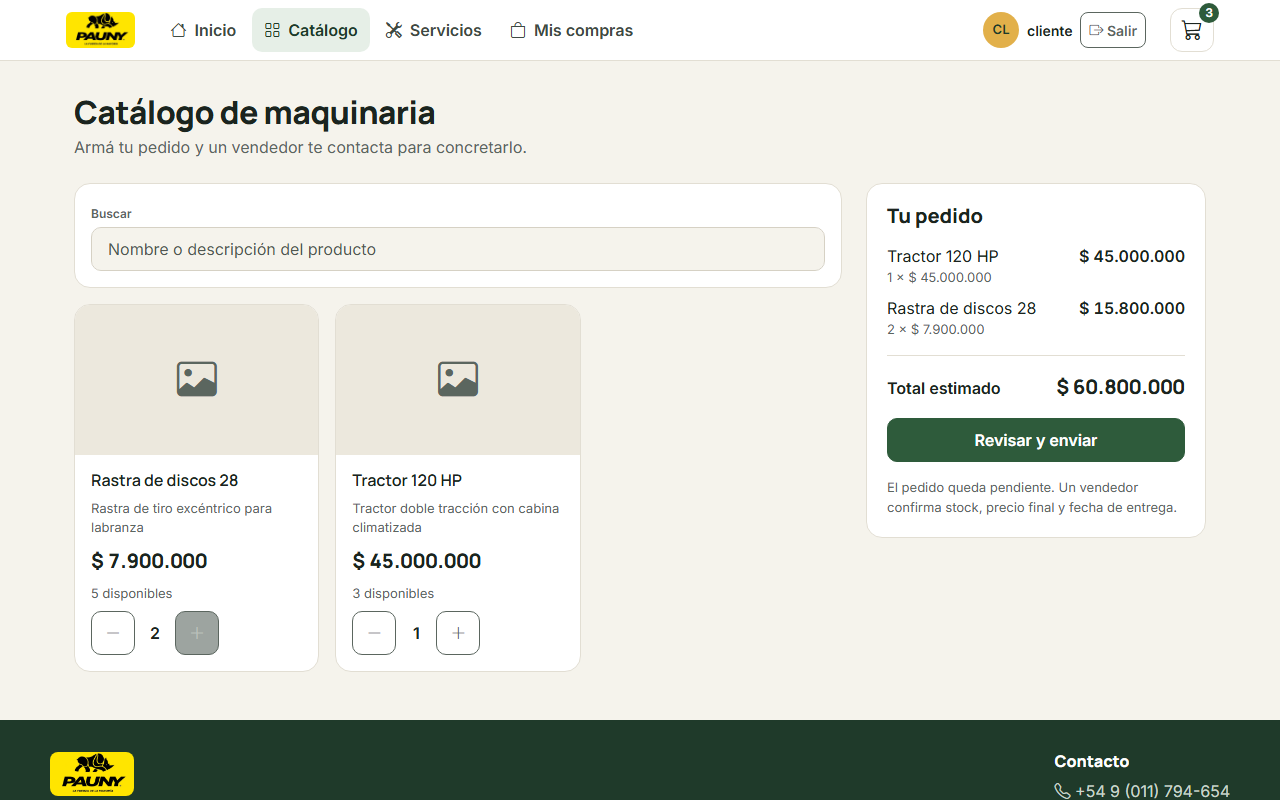 PAUNY
Inicio
Catálogo
Servicios
Mis compras
CL
cliente
Salir
3
Catálogo de maquinaria
Armá tu pedido y un vendedor te contacta para concretarlo.
Buscar
Nombre o descripción del producto
Rastra de discos 28
Rastra de tiro excéntrico para
labranza
$ 7.900.000
5 disponibles
− 2 +
Tractor 120 HP
Tractor doble tracción con cabina
climatizada
$ 45.000.000
3 disponibles
− 1 +
Tu pedido
Tractor 120 HP $ 45.000.000
1 × $ 45.000.000
Rastra de discos 28 $ 15.800.000
2 × $ 7.900.000
Total estimado $ 60.800.000
Revisar y enviar
El pedido queda pendiente. Un vendedor
confirma stock, precio final y fecha de entrega.
PAUNY
Contacto
+54 9 (011) 794-654